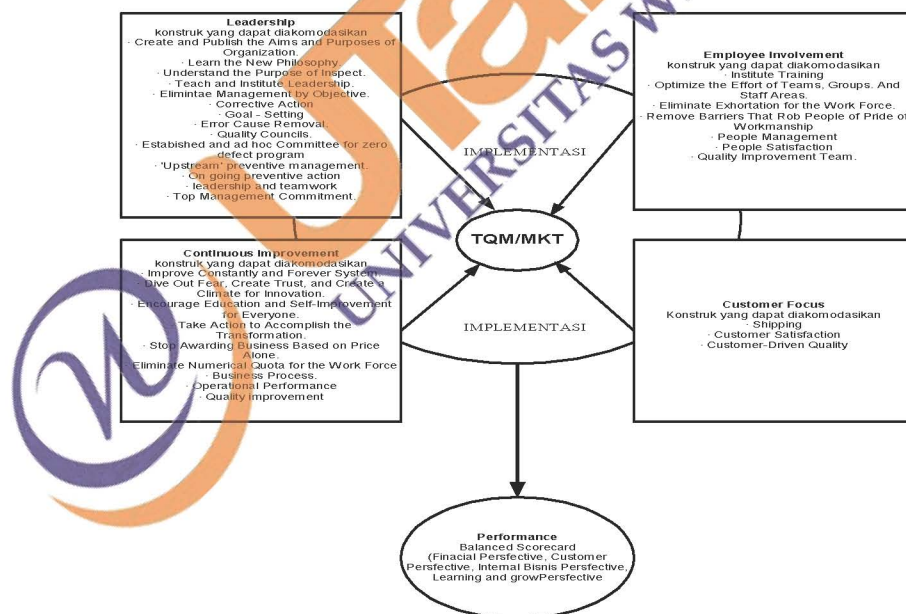 Leadership
konstruk yang dapat diakomodasikan
· Create and Publish the Aims and Purposes of
Organization.
· Learn the New Philosophy.
· Understand the Purpose of Inspect.
· Teach and Institute Leadership.
· Elimintae Management by Objective.
· Corrective Action
· Goal - Setting
· Error Cause Removal.
· Quality Councils.
· Estabished and ad hoc Committee for zero
defect program
· 'Upstream' preventive management.
· On going preventive action
· leadership and teamwork
· Top Management Commitment.
Employee Involvement
konstruk yang dapat diakomodasikan
· Institute Training
· Optimize the Effort of Teams, Groups. And
Staff Areas.
· Eliminate Exhortation for the Work Force.
· Remove Barriers That Rob People of Pride of
Workmanship
· People Management
· People Satisfaction
· Quality Improvement Team.
IMPLEMENTASI
TQM/MKT
Continuous Improvement
konstruk yang dapat diakomodasikan
· Improve Constantly and Forever System.
· Dive Out Fear, Create Trust, and Create a
Climate for Innovation.
· Encourage Education and Self-Improvement
for Everyone.
· Take Action to Accomplish the
Transformation.
· Stop Awarding Business Based on Price
Alone.
Eliminate Numerical Quota for the Work Force
· Business Process.
· Operational Performance
· Quality improvement
Customer Focus
Konstruk yang dapat diakomodasikan
· Shipping
· Customer Satisfaction
· Customer-Driven Quality
IMPLEMENTASI
Performance
Balanced Scorecard
(Finacial Persfective, Customer
Persfective, Internal Bisnis Persfective,
Learning and growPersfective
UNIVERSITAS